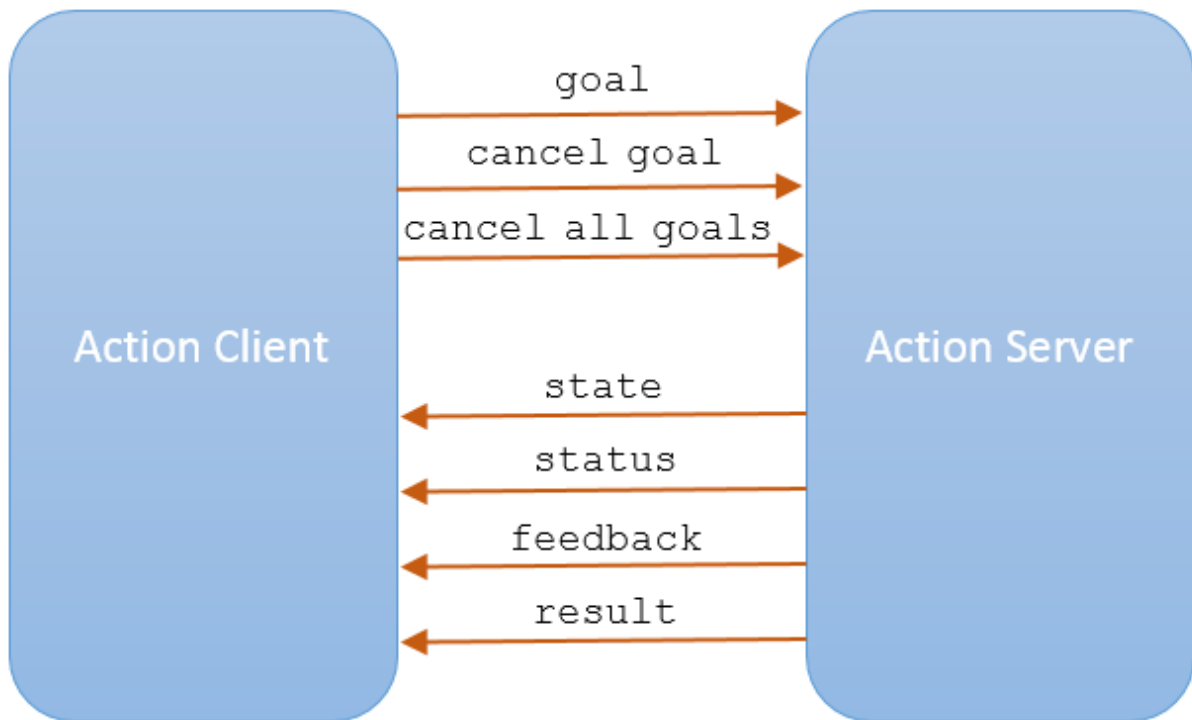 goal
cancel goal
cancel all goals
Action Client
Action Server
state
status
feedback
result